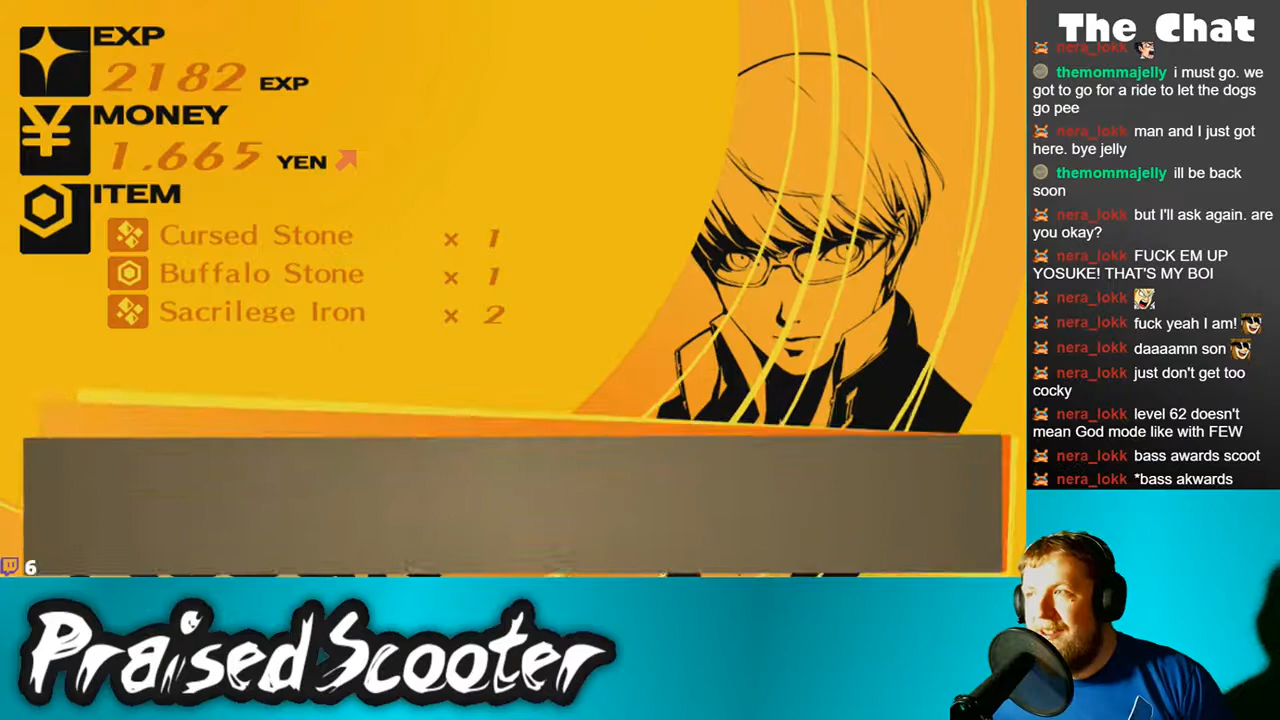 EXP
2182 EXP
MONEY
1,665 YEN
ITEM
Cursed Stone × 1
Buffalo Stone × 1
Sacrilege Iron × 2
6
PraisedScooter
The Chat
nera_lokk
themommajelly i must go. we
got to go for a ride to let the dogs
go pee
nera_lokk man and I just got
here. bye jelly
themommajelly ill be back
soon
nera_lokk but I'll ask again. are
you okay?
nera_lokk FUCK EM UP
YOSUKE! THAT'S MY BOI
nera_lokk
nera_lokk fuck yeah I am!
nera_lokk daaaamn son
nera_lokk just don't get too
cocky
nera_lokk level 62 doesn't
mean God mode like with FEW
nera_lokk bass awards scoot
nera_lokk *bass akwards